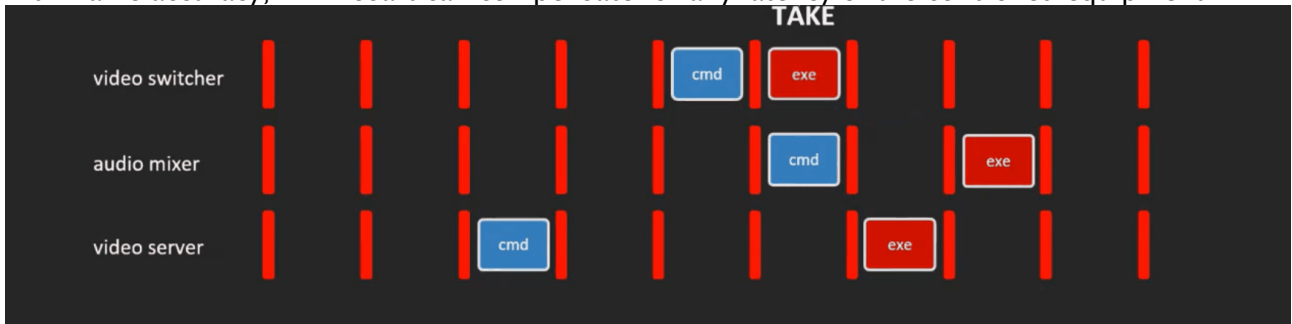 TAKE
video switcher cmd exe
audio mixer cmd exe
video server cmd exe